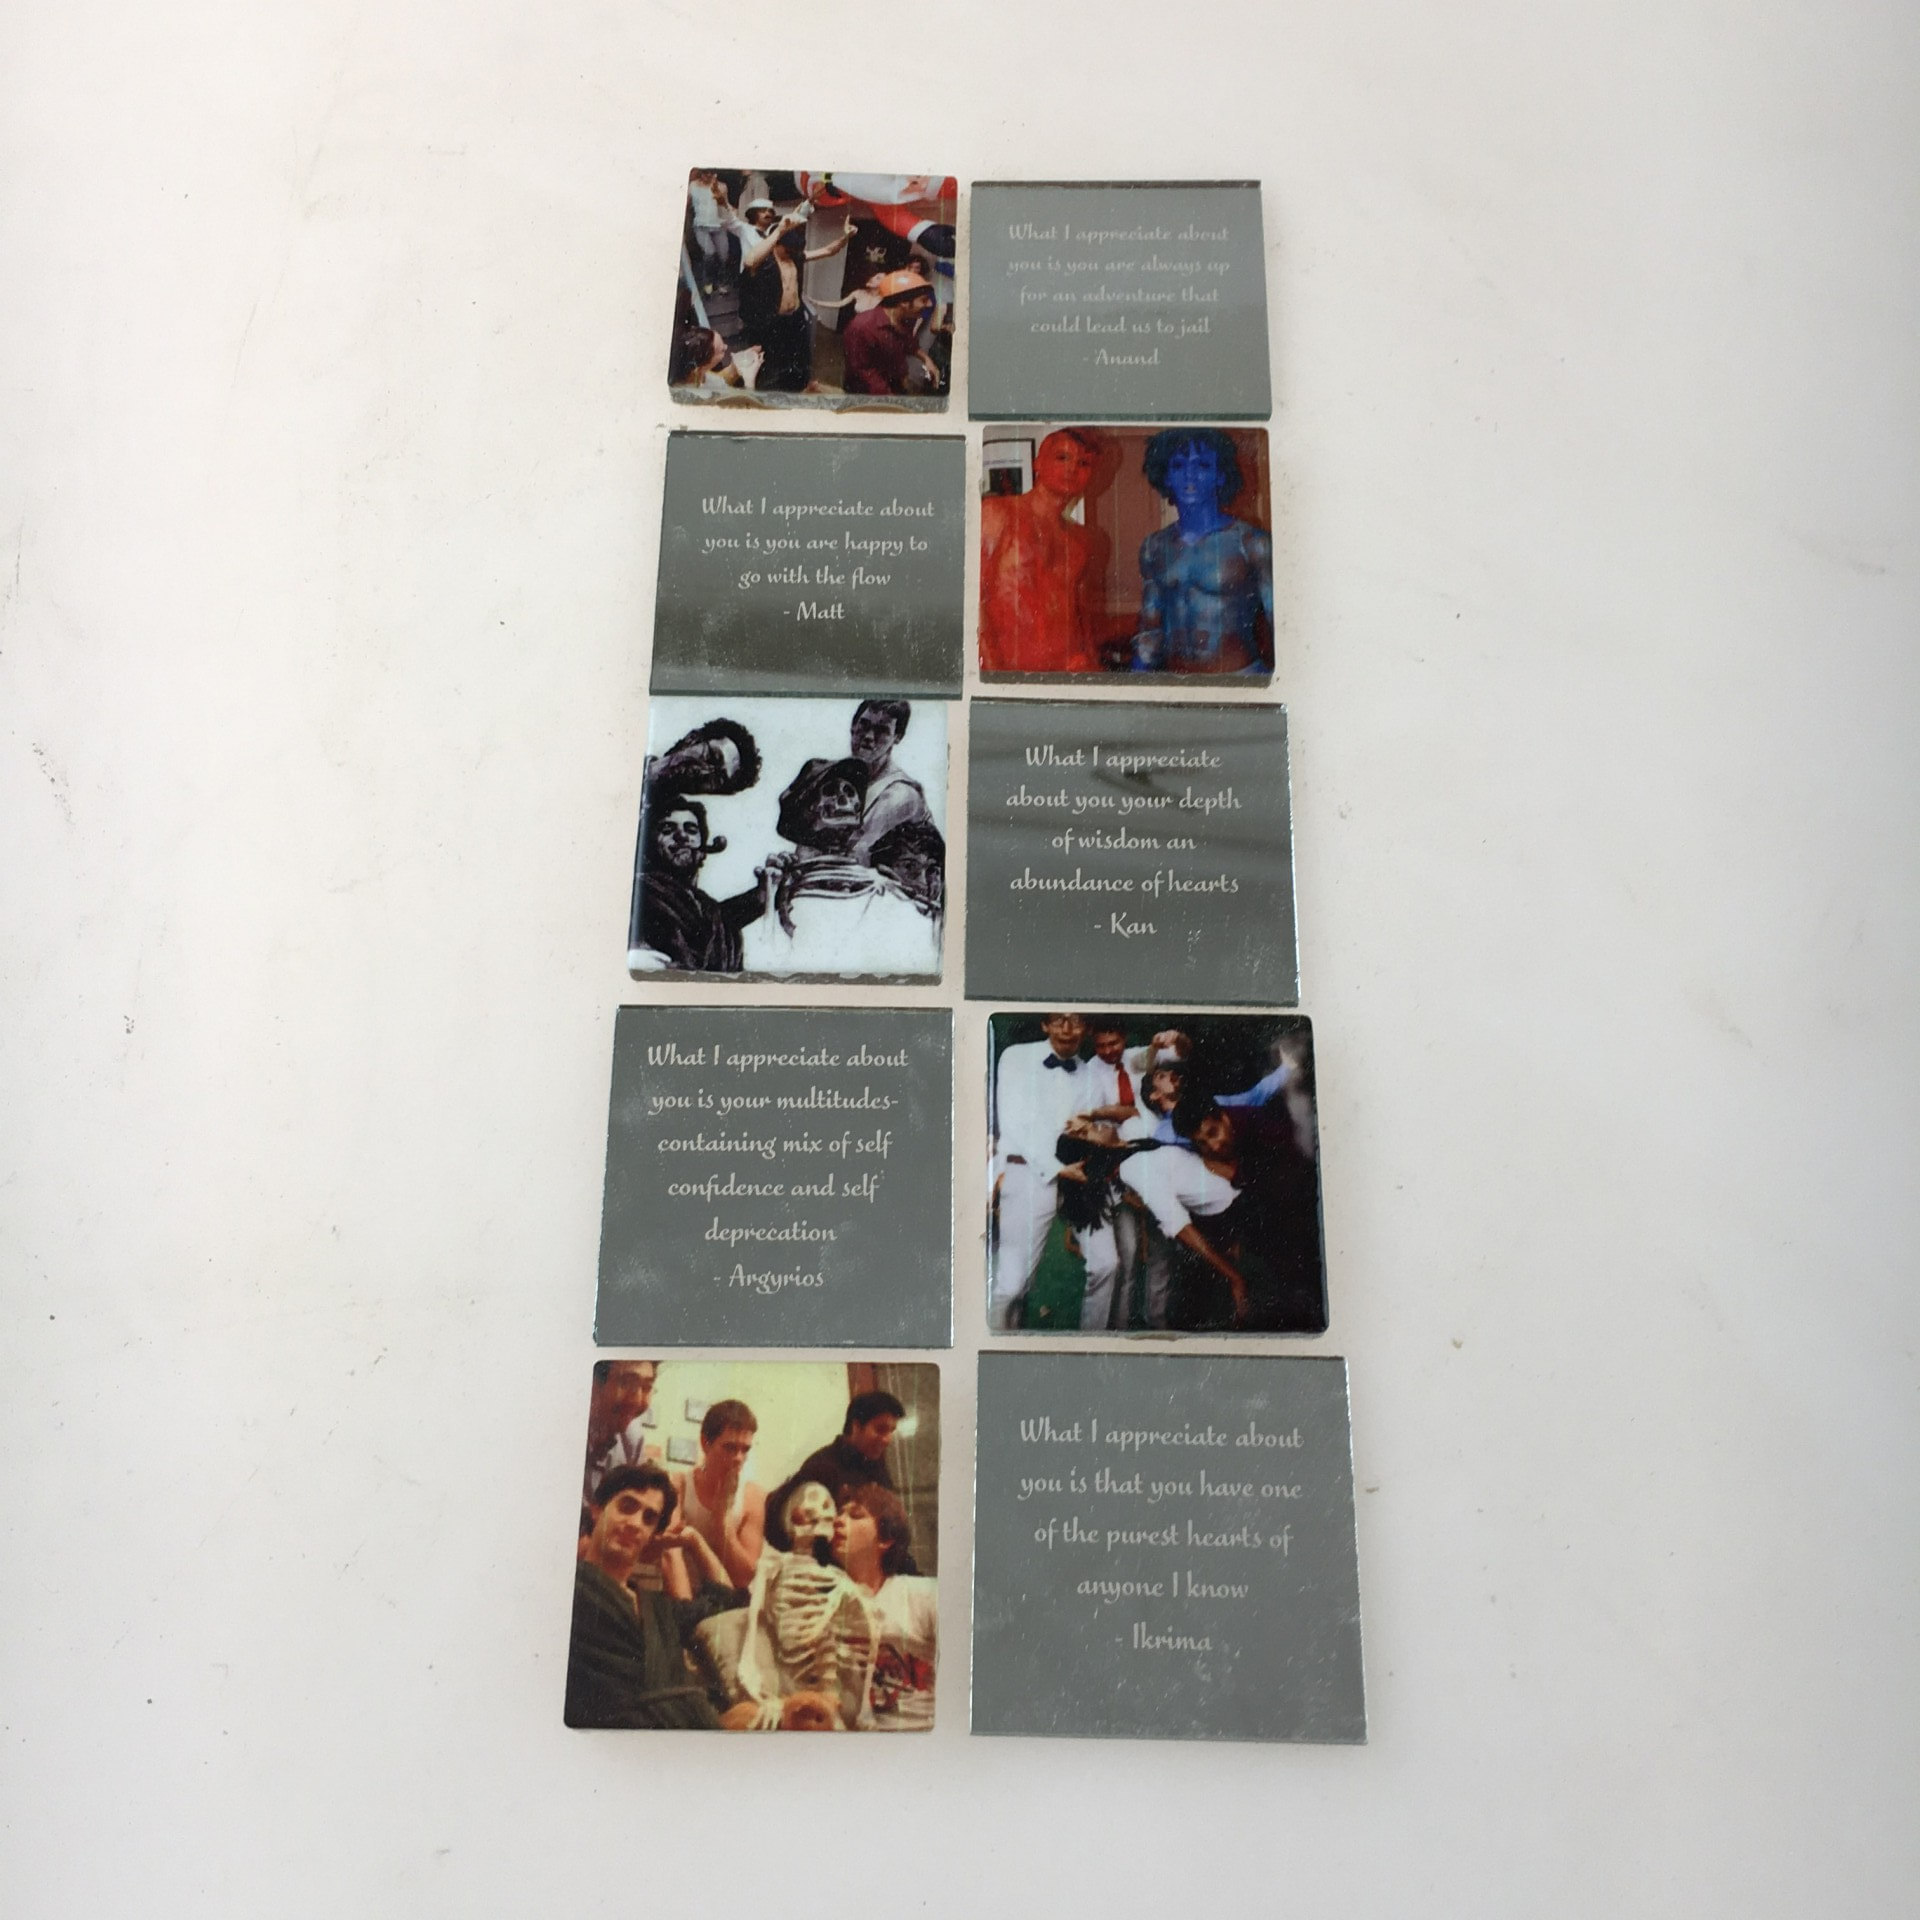 What I appreciate about
you is you are always up
for an adventure that
could lead us to jail
- Anand
What I appreciate about
you is you are happy to
go with the flow
- Matt
What I appreciate
about you your depth
of wisdom an
abundance of hearts
- Kan
What I appreciate about
you is your multitudes-
containing mix of self
confidence and self
deprecation
- Argyrios
What I appreciate about
you is that you have one
of the purest hearts of
anyone I know
- Ikrima